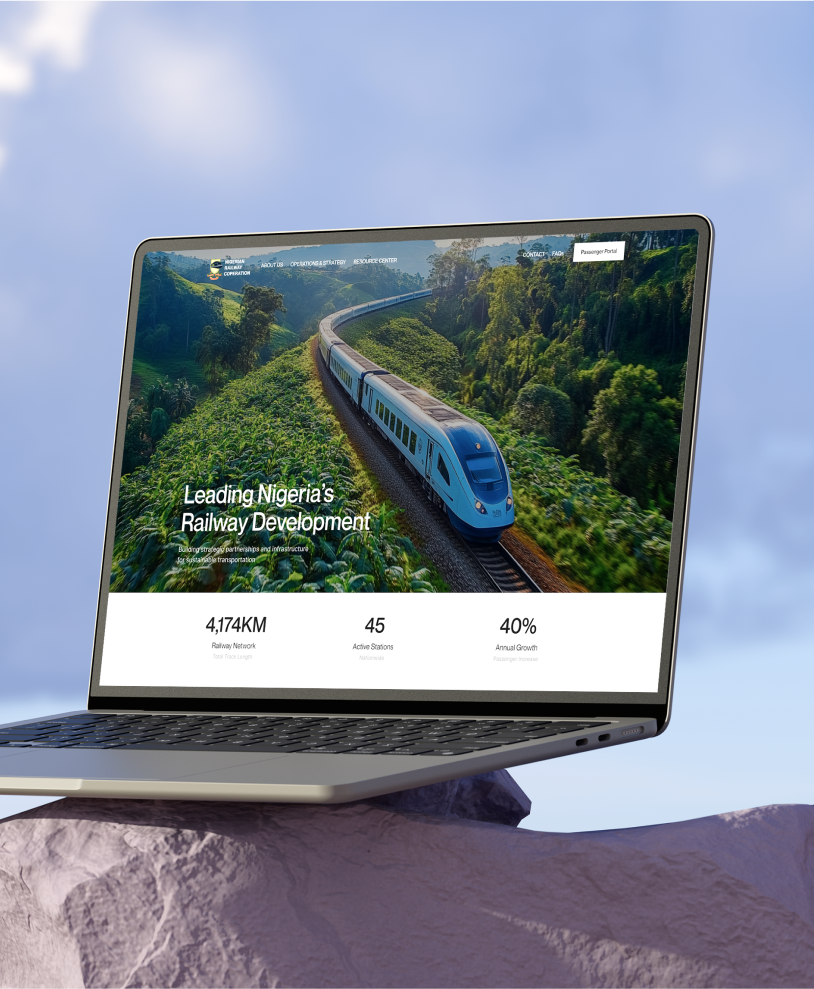 NIGERIAN
RAILWAY
COPERATION
ABOUT US
OPERATIONS & STRATEGY
RESOURCE CENTER
CONTACT
FAQs
Passenger Portal
Leading Nigeria's
Railway Development
Building strategic partnerships and infrastructure
for sustainable transportation
4,174KM
Railway Network
Total Track Length
45
Active Stations
Nationwide
40%
Annual Growth
Passenger Increase